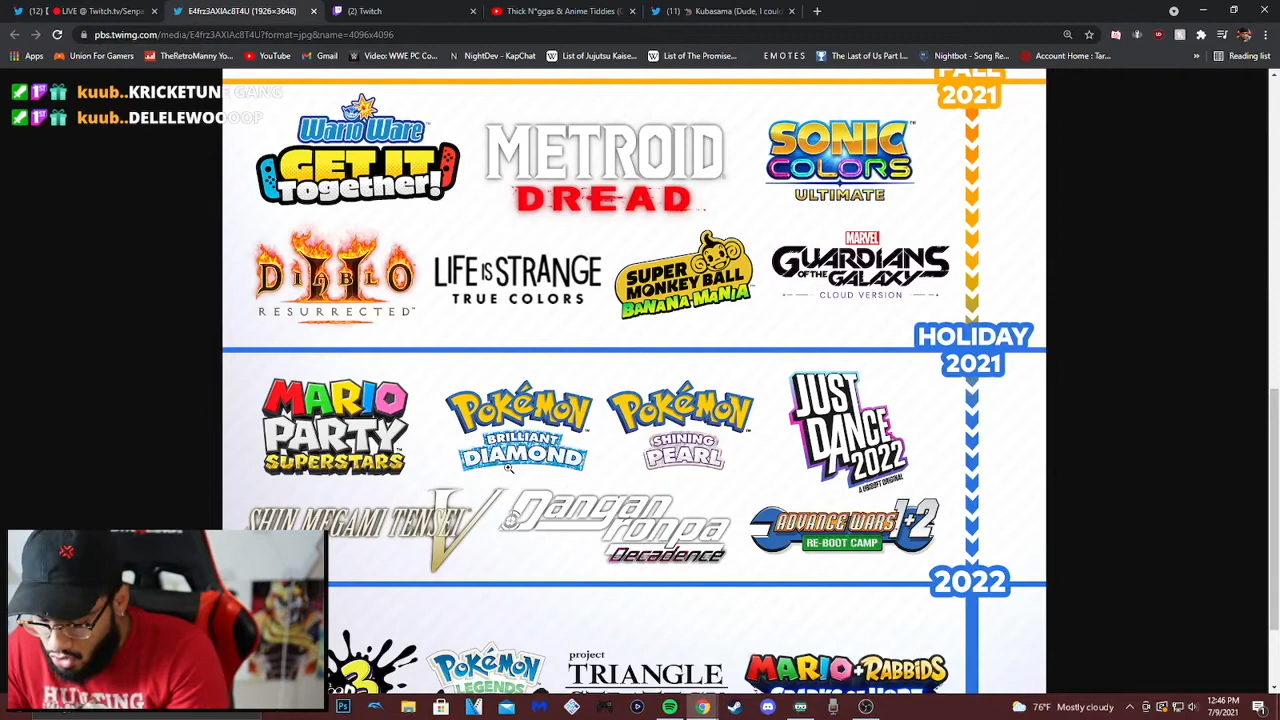 (12) LIVE @ Twitch/Senp
E4frz3AXIAc8T4U (1926×3648)
(2) Twitch
Thick N*ggas & Anime Tiddies (
(11) Kubasama (Dude, I could
pbs.twimg.com/media/E4frz3AXIAc8T4U?format=jpg&name=4096x4096
Apps
Union For Gamers
TheRetroManny Yo...
YouTube
Gmail
Video: WWE PC Co...
NightDev - KapChat
List of Jujutsu Kaise...
List of The Promise...
E M O T E S
The Last of Us Part I...
Nightbot - Song Re...
Account Home : Tar...
»
Reading list
FALL
2021
kuub..KRICKETUNE GANG
kuub..DELELEWOOOOP
WarioWare
GET IT
Together!
METROID
DREAD
SONIC
COLORS
ULTIMATE
DIABLO II
RESURRECTED
LIFE IS STRANGE
TRUE COLORS
SUPER
MONKEY BALL
BANANA MANIA
MARVEL
GUARDIANS
OF THE
GALAXY
CLOUD VERSION
HOLIDAY
2021
MARIO
PARTY
SUPERSTARS
POKéMON
BRILLIANT
DIAMOND
POKéMON
SHINING
PEARL
JUST
DANCE
2022
A UBISOFT ORIGINAL
SHIN MEGAMI TENSEI V
Danganronpa
Decadence
ADVANCE WARS 1+2
RE-BOOT CAMP
2022
3
POKéMON
LEGENDS
project
TRIANGLE
MARIO + RABBIDS
HUNTING
76°F Mostly cloudy
12:46 PM
7/9/2021